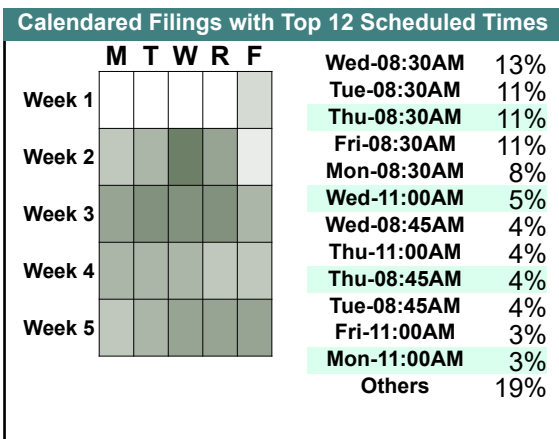 Calendared Filings with Top 12 Scheduled Times
M T W R F
Week 1
Week 2
Week 3
Week 4
Week 5
Wed-08:30AM 13%
Tue-08:30AM 11%
Thu-08:30AM 11%
Fri-08:30AM 11%
Mon-08:30AM 8%
Wed-11:00AM 5%
Wed-08:45AM 4%
Thu-11:00AM 4%
Thu-08:45AM 4%
Tue-08:45AM 4%
Fri-11:00AM 3%
Mon-11:00AM 3%
Others 19%